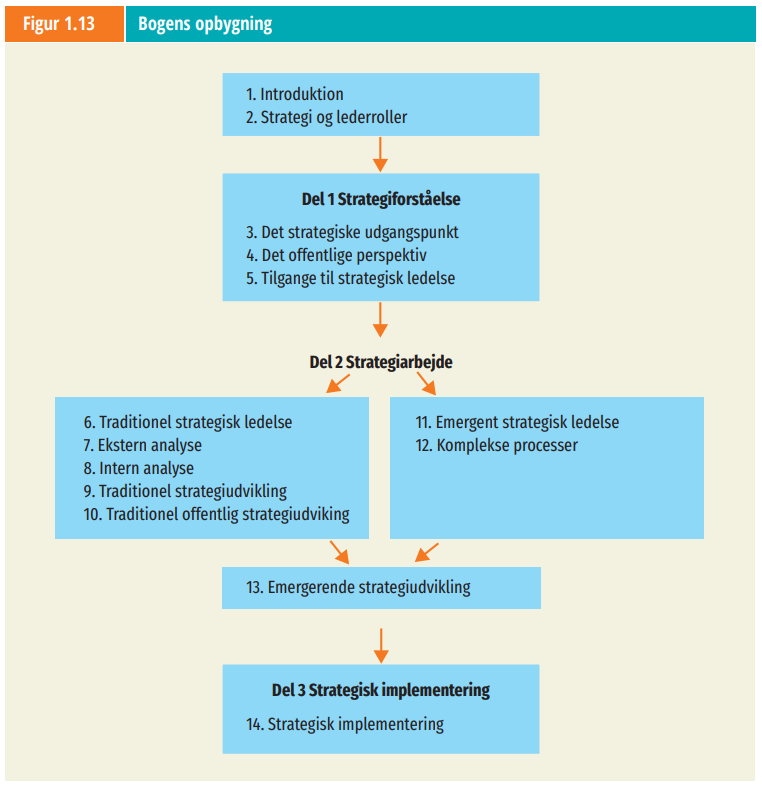 Figur 1.13
Bogens opbygning
1. Introduktion
2. Strategi og lederroller
Del 1 Strategiforståelse
3. Det strategiske udgangspunkt
4. Det offentlige perspektiv
5. Tilgange til strategisk ledelse
Del 2 Strategiarbejde
6. Traditionel strategisk ledelse
7. Ekstern analyse
8. Intern analyse
9. Traditionel strategiudvikling
10. Traditionel offentlig strategiudviking
11. Emergent strategisk ledelse
12. Komplekse processer
13. Emergerende strategiudvikling
Del 3 Strategisk implementering
14. Strategisk implementering